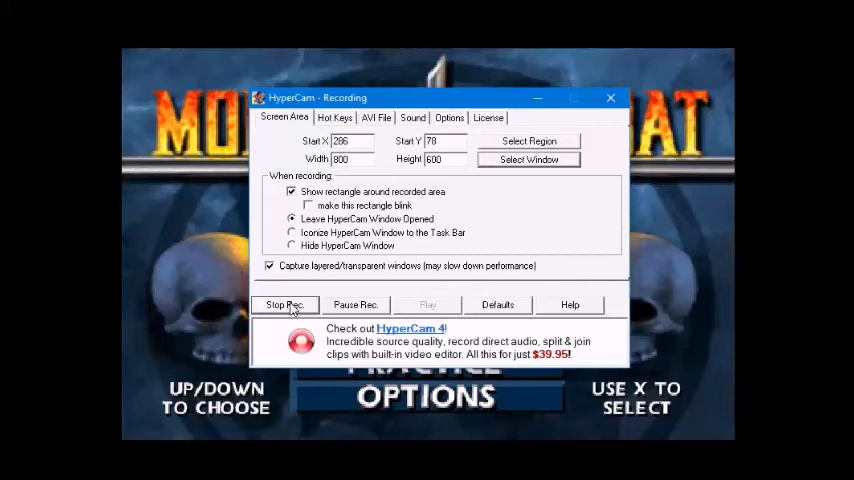 HyperCam - Recording
Screen Area Hot Keys AVI File Sound Options License
Start X 286 Start Y 78 Select Region
Width 800 Height 600 Select Window
When recording:
Show rectangle around recorded area
make this rectangle blink
Leave HyperCam Window Opened
Iconize HyperCam Window to the Task Bar
Hide HyperCam Window
Capture layered/transparent windows (may slow down performance)
Stop Rec. Pause Rec. Play Defaults Help
Check out HyperCam 4!
Incredible source quality, record direct audio, split & join
clips with built-in video editor. All this for just $39.95!
MO AT
PRACTICE
UP/DOWN
TO CHOOSE
OPTIONS
USE X TO
SELECT